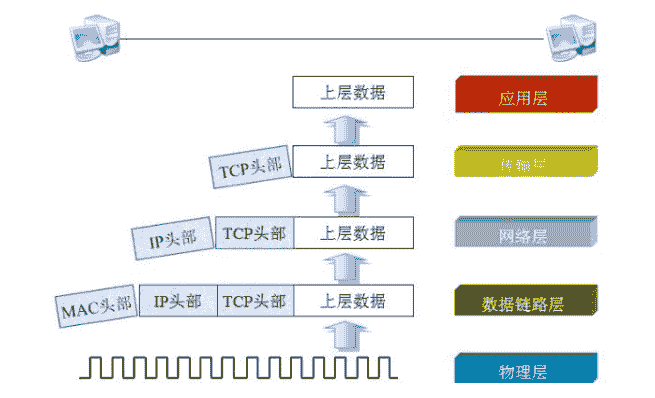 上层数据
应用层
TCP头部
上层数据
传输层
IP头部
TCP头部
上层数据
网络层
MAC头部
IP头部
TCP头部
上层数据
数据链路层
物理层